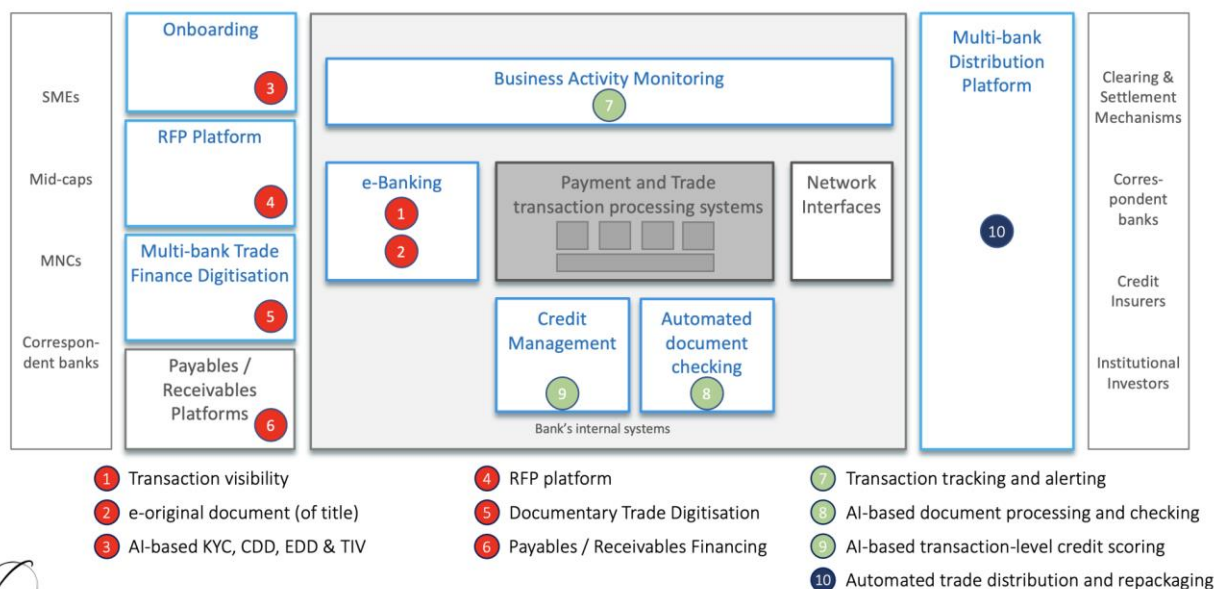 SMEs
Mid-caps
MNCs
Correspon-
dent banks
Onboarding
3
RFP Platform
4
Multi-bank Trade
Finance Digitisation
5
Payables /
Receivables
Platforms
6
Business Activity Monitoring
7
e-Banking
1
2
Payment and Trade
transaction processing systems
Network
Interfaces
Credit
Management
9
Automated
document
checking
8
Bank's internal systems
Multi-bank
Distribution
Platform
10
Clearing &
Settlement
Mechanisms
Corres-
pondent
banks
Credit
Insurers
Institutional
Investors
1 Transaction visibility
2 e-original document (of title)
3 AI-based KYC, CDD, EDD & TIV
4 RFP platform
5 Documentary Trade Digitisation
6 Payables / Receivables Financing
7 Transaction tracking and alerting
8 AI-based document processing and checking
9 AI-based transaction-level credit scoring
10 Automated trade distribution and repackaging